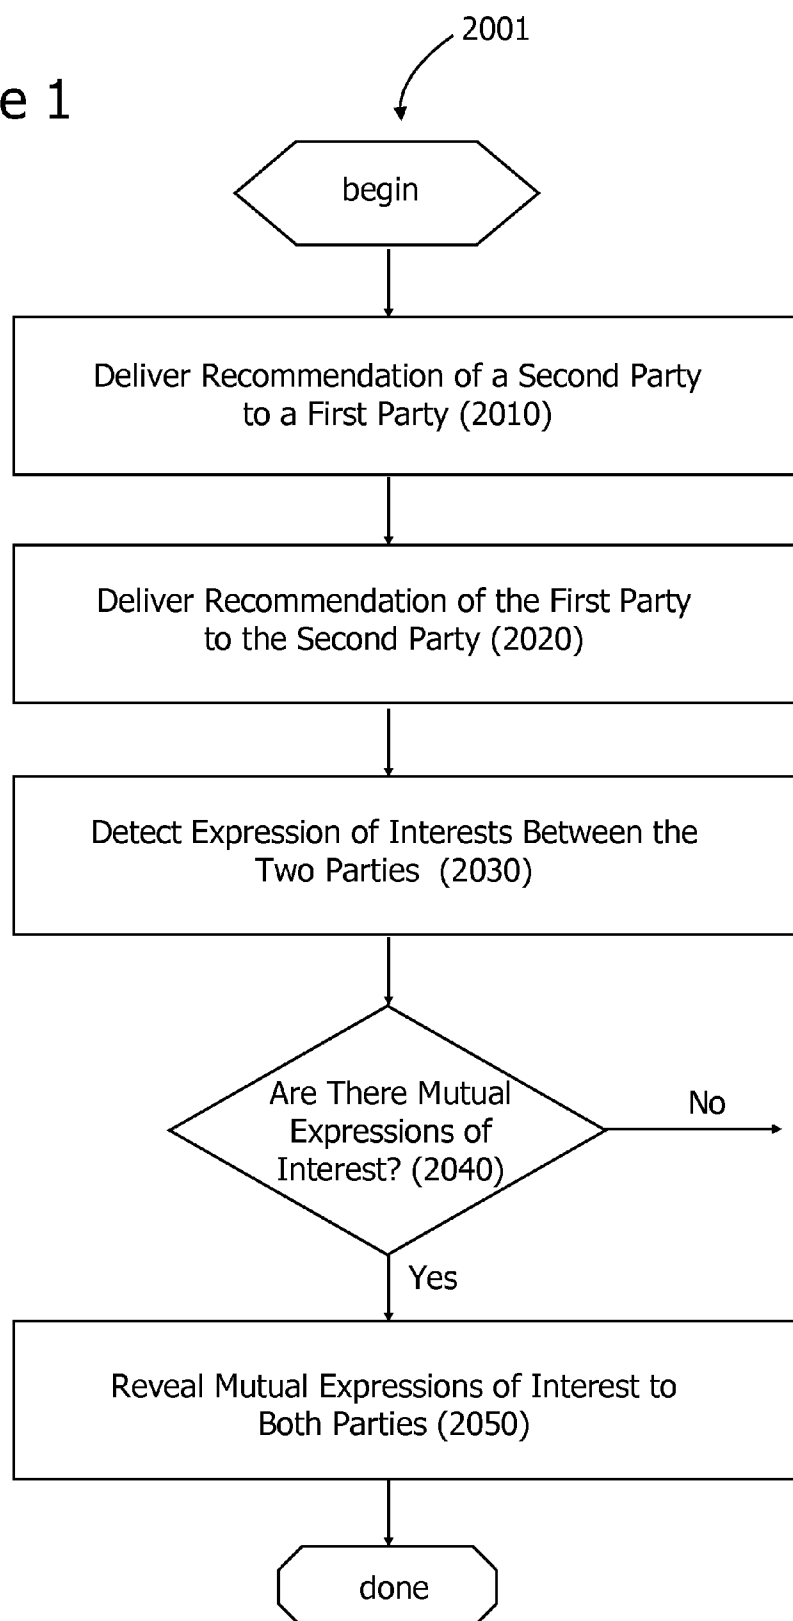 2001
e 1
begin
Deliver Recommendation of a Second Party
to a First Party (2010)
Deliver Recommendation of the First Party
to the Second Party (2020)
Detect Expression of Interests Between the
Two Parties (2030)
Are There Mutual
Expressions of
Interest? (2040)
No
Yes
Reveal Mutual Expressions of Interest to
Both Parties (2050)
done